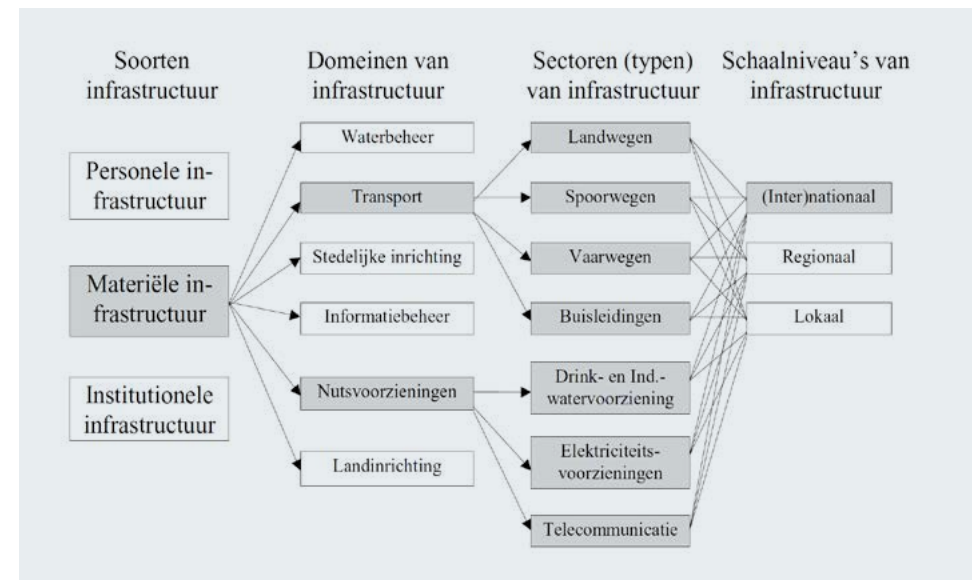 Soorten
infrastructuur
Domeinen van
infrastructuur
Sectoren (typen)
van infrastructuur
Schaalniveau's van
infrastructuur
Personele in-
frastructuur
Materiële in-
frastructuur
Institutionele
infrastructuur
Waterbeheer
Transport
Stedelijke inrichting
Informatiebeheer
Nutsvoorzieningen
Landinrichting
Landwegen
Spoorwegen
Vaarwegen
Buisleidingen
Drink- en Ind.-
watervoorziening
Elektriciteits-
voorzieningen
Telecommunicatie
(Inter)nationaal
Regionaal
Lokaal